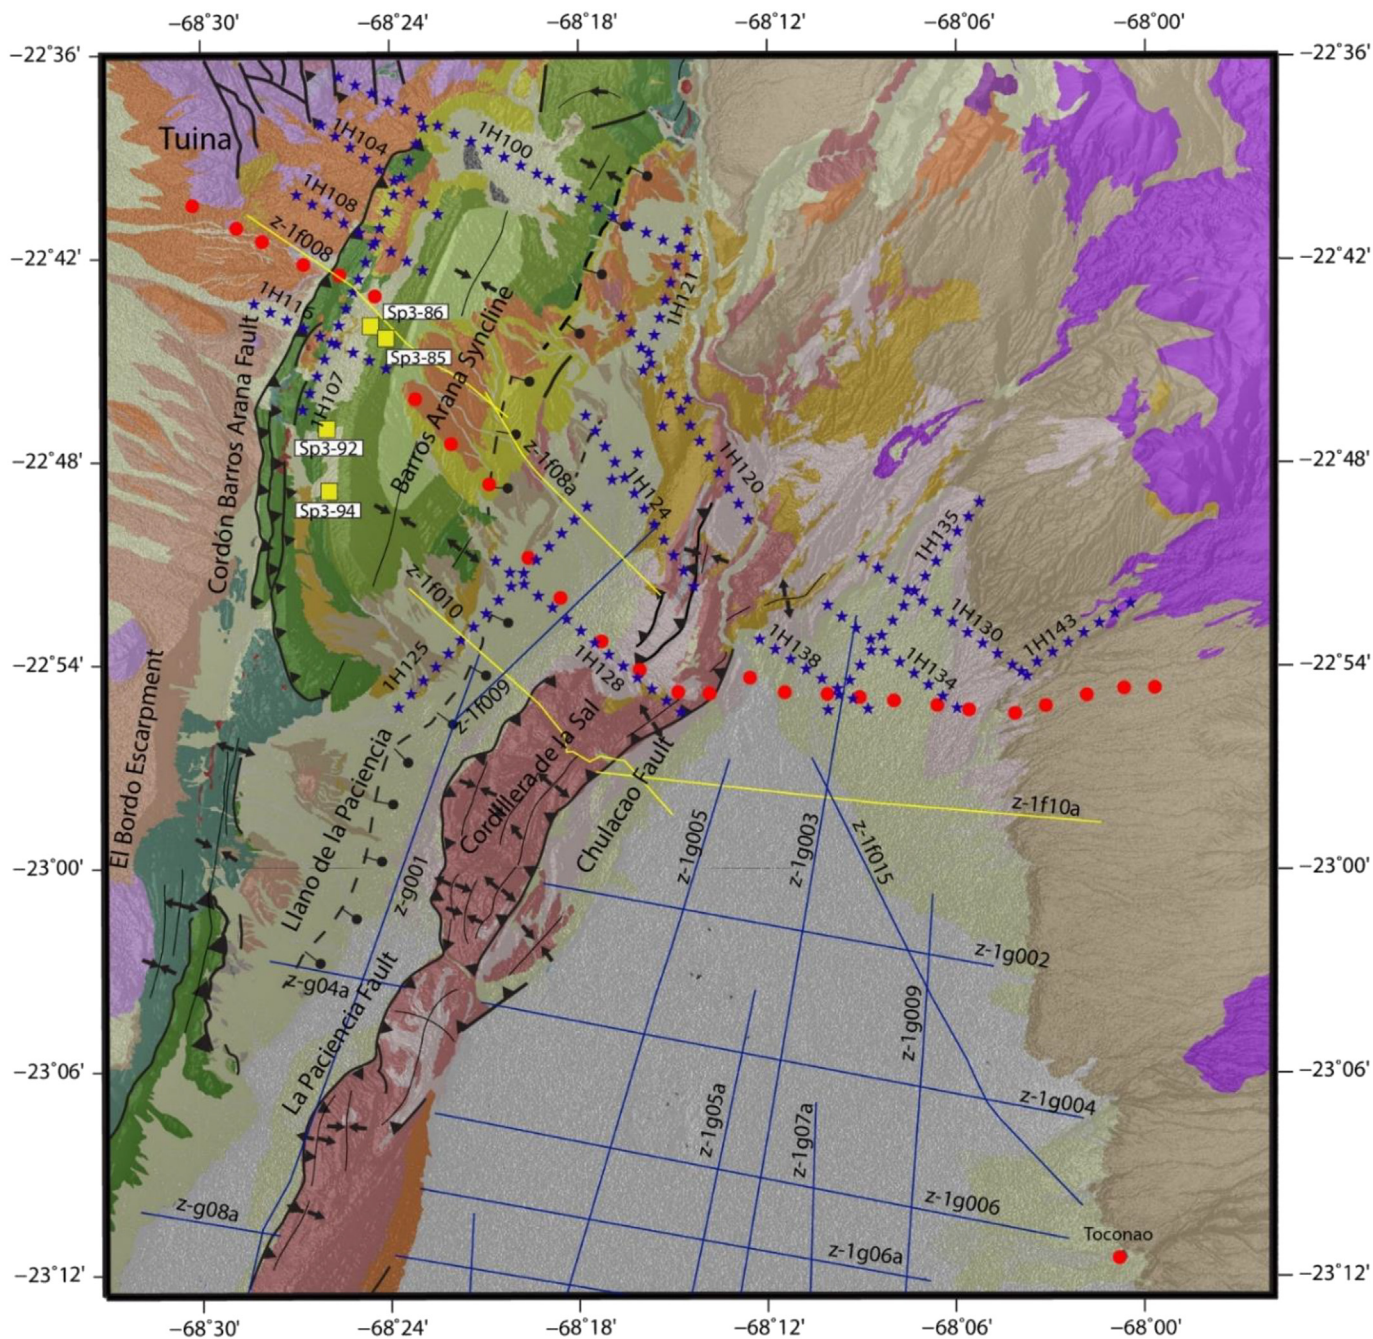 −68°30' −68°24' −68°18' −68°12' −68°06' −68°00'
−22°36' −22°36'
Tuina
1H104
1H100
1H108
z-1f008
−22°42' −22°42'
1H121
1H116
Sp3-86
Sp3-85
Cordón Barros Arana Fault
Barros Arana Syncline
1H107
Sp3-92
z-1f08a
1H120
−22°48' −22°48'
1H124
Sp3-94
1H135
z-1f010
1H130
1H143
1H125
1H128
1H138
1H134
−22°54' −22°54'
z-1f009
El Bordo Escarpment
Llano de la Paciencia
Cordillera de la Sal
Chulacao Fault
z-1f10a
z-1g005
z-1g003
z-1f015
−23°00' −23°00'
z-g001
z-1g002
z-g04a
La Paciencia Fault
z-1g009
−23°06' −23°06'
z-1g004
z-1g05a
z-1g07a
z-g08a
z-1g006
Toconao
z-1g06a
−23°12' −23°12'
−68°30' −68°24' −68°18' −68°12' −68°06' −68°00'